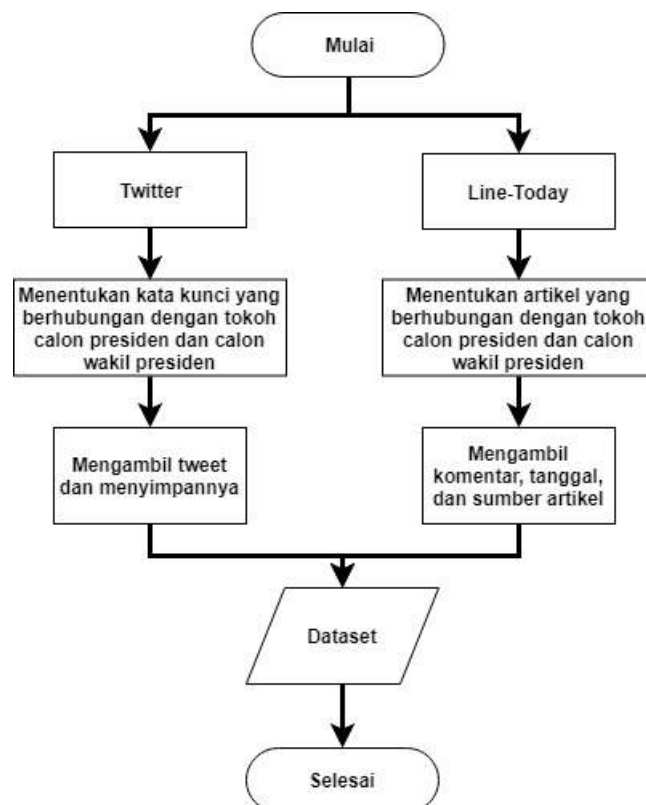 Mulai
Twitter
Line-Today
Menentukan kata kunci yang
berhubungan dengan tokoh
calon presiden dan calon
wakil presiden
Menentukan artikel yang
berhubungan dengan tokoh
calon presiden dan calon
wakil presiden
Mengambil tweet
dan menyimpannya
Mengambil
komentar, tanggal,
dan sumber artikel
Dataset
Selesai